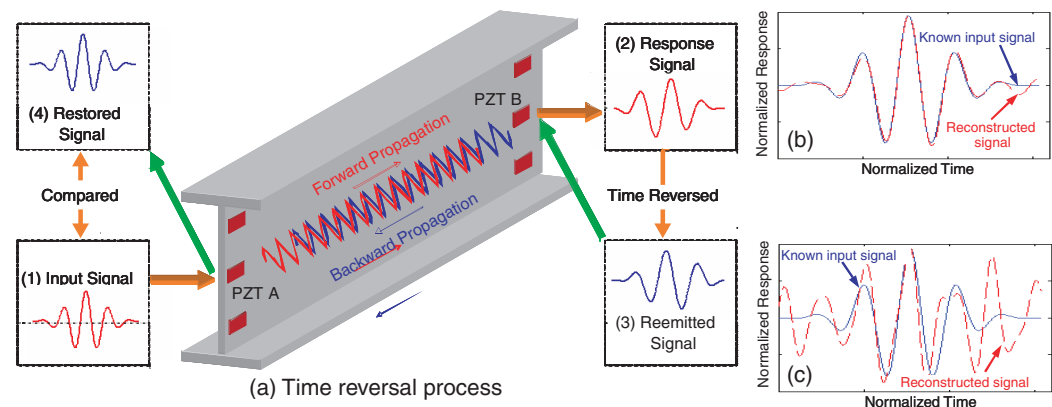 (4) Restored
Signal
Compared
(1) Input Signal
PZT A
PZT B
Forward Propagation
Backward Propagation
(2) Response
Signal
Time Reversed
(3) Reemitted
Signal
(a) Time reversal process
Normalized Response
Known input signal
Reconstructed
signal
(b)
Normalized Time
Normalized Response
Known input signal
Reconstructed signal
(c)
Normalized Time